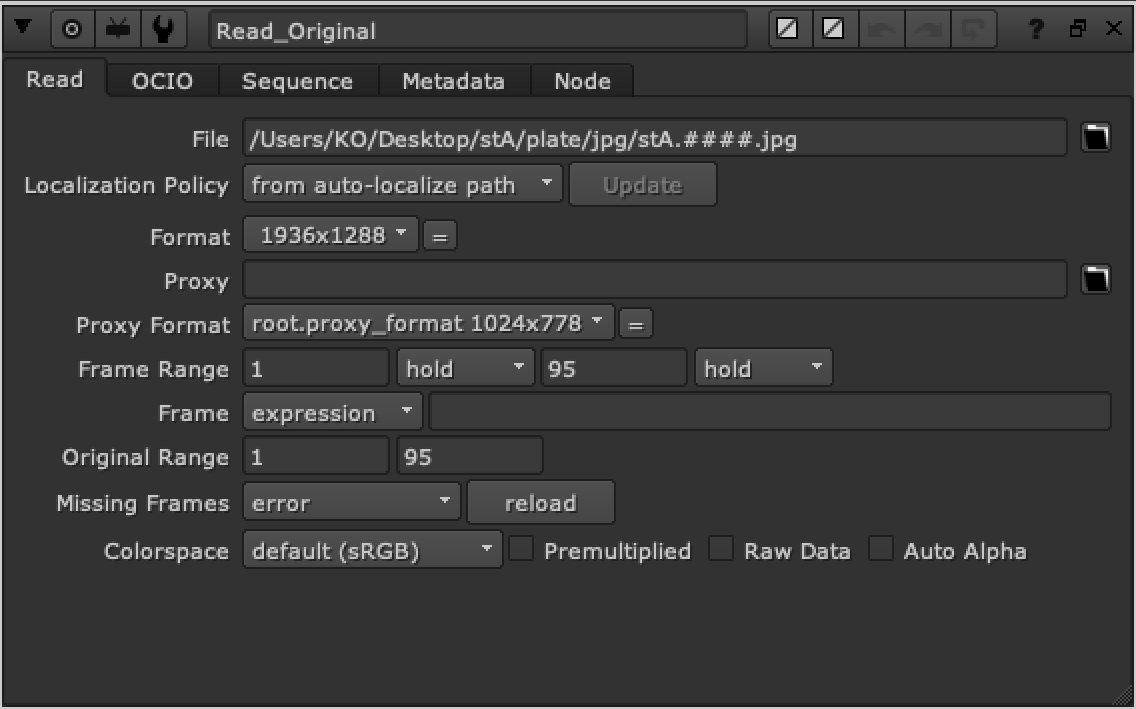 Read_Original ?
Read OCIO Sequence Metadata Node
File /Users/KO/Desktop/stA/plate/jpg/stA.####.jpg
Localization Policy from auto-localize path Update
Format 1936x1288 =
Proxy
Proxy Format root.proxy_format 1024x778 =
Frame Range 1 hold 95 hold
Frame expression
Original Range 1 95
Missing Frames error reload
Colorspace default (sRGB) Premultiplied Raw Data Auto Alpha